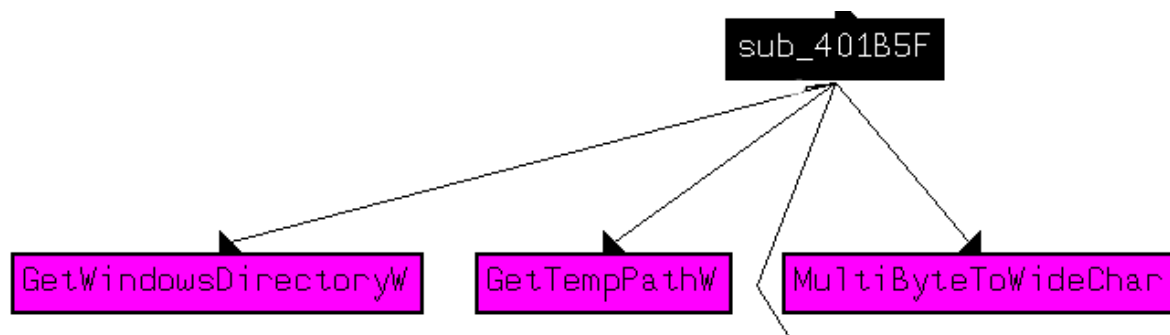 sub_401B5F
GetWindowsDirectoryW
GetTempPathW
MultiByteToWideChar